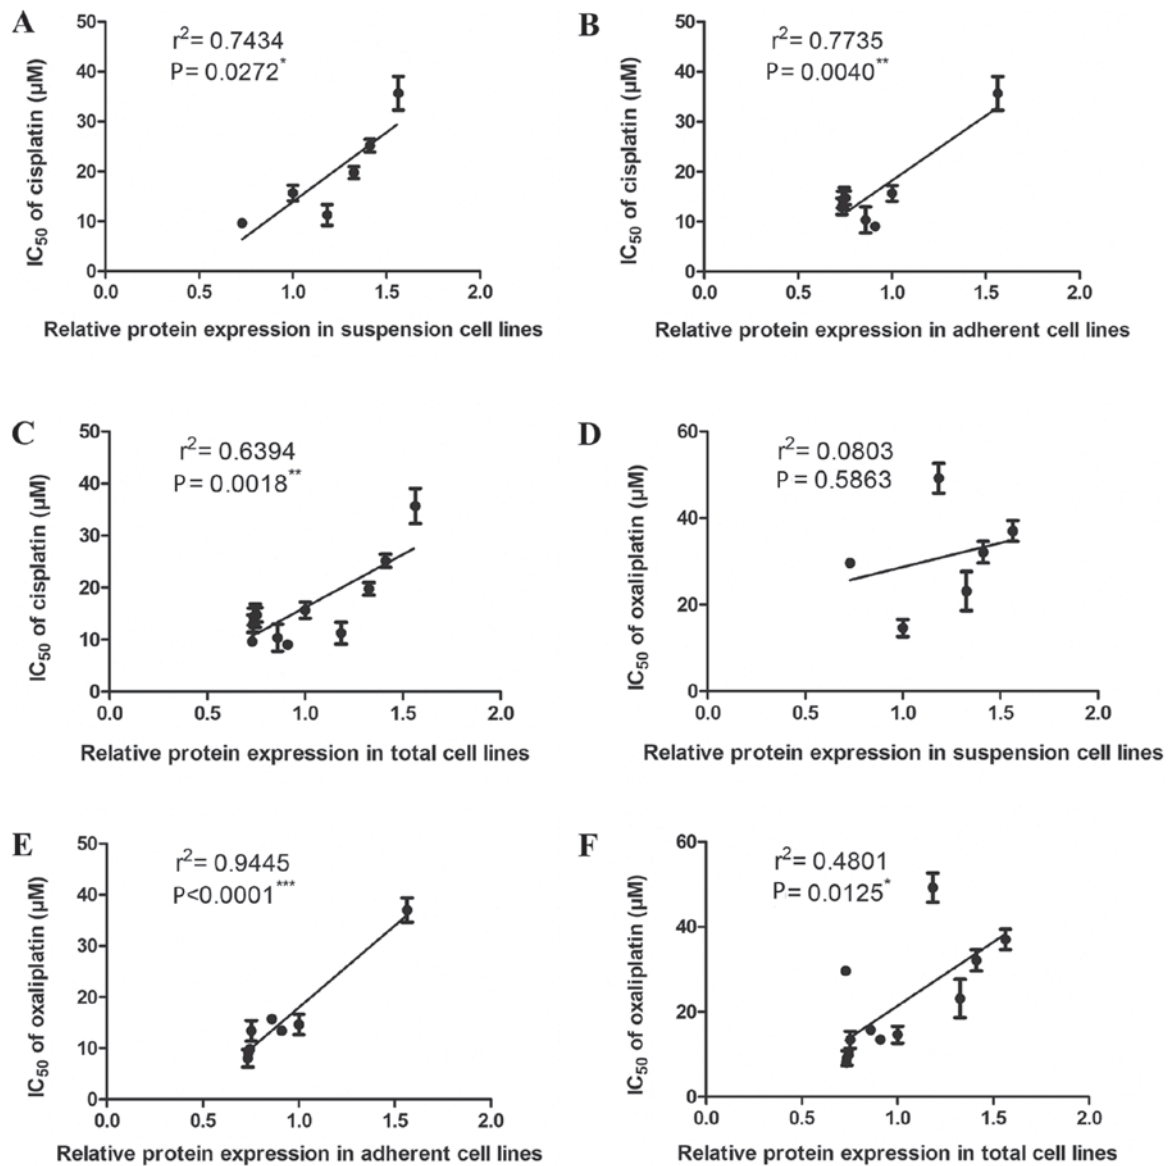 A
r²= 0.7434
P= 0.0272*
IC₅₀ of cisplatin (µM)
50
40
30
20
10
0
0.0 0.5 1.0 1.5 2.0
Relative protein expression in suspension cell lines
B
r²= 0.7735
P= 0.0040**
IC₅₀ of cisplatin (µM)
50
40
30
20
10
0
0.0 0.5 1.0 1.5 2.0
Relative protein expression in adherent cell lines
C
r²= 0.6394
P= 0.0018**
IC₅₀ of cisplatin (µM)
50
40
30
20
10
0
0.0 0.5 1.0 1.5 2.0
Relative protein expression in total cell lines
D
r²= 0.0803
P = 0.5863
IC₅₀ of oxaliplatin (µM)
60
40
20
0
0.0 0.5 1.0 1.5 2.0
Relative protein expression in suspension cell lines
E
r²= 0.9445
P<0.0001***
IC₅₀ of oxaliplatin (µM)
50
40
30
20
10
0
0.0 0.5 1.0 1.5 2.0
Relative protein expression in adherent cell lines
F
r²= 0.4801
P= 0.0125*
IC₅₀ of oxaliplatin (µM)
60
40
20
0
0.0 0.5 1.0 1.5 2.0
Relative protein expression in total cell lines